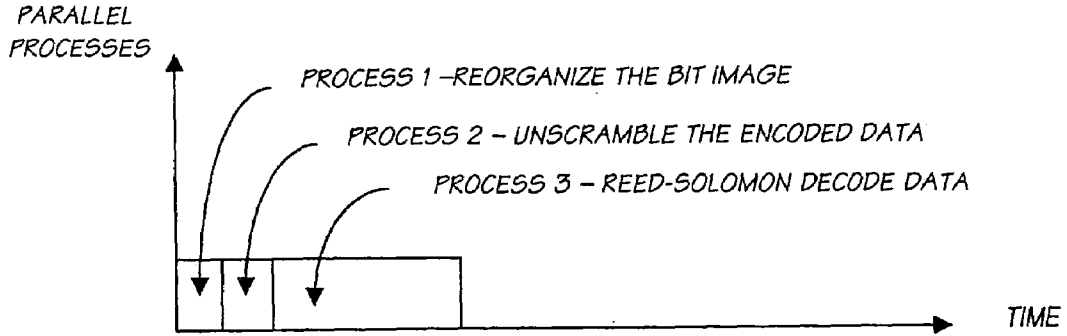 PARALLEL
PROCESSES
PROCESS 1 –REORGANIZE THE BIT IMAGE
PROCESS 2 – UNSCRAMBLE THE ENCODED DATA
PROCESS 3 – REED-SOLOMON DECODE DATA
TIME